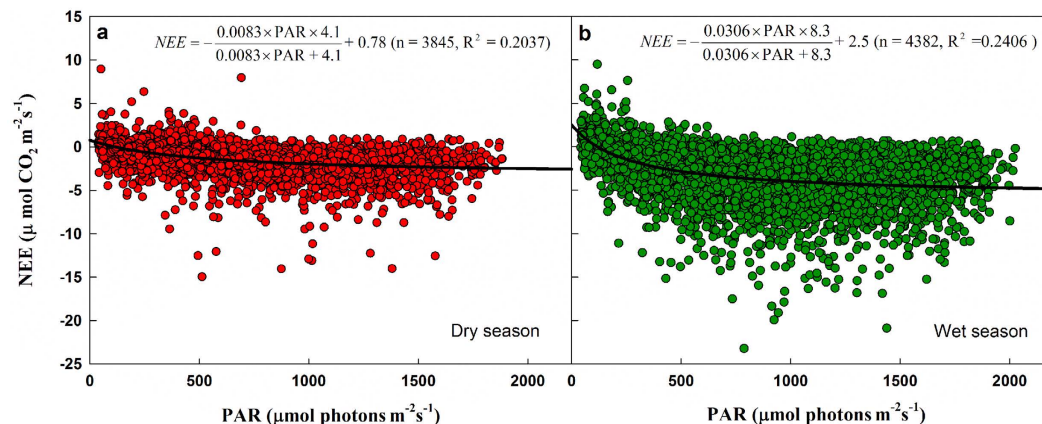 a
NEE = − 0.0083 × PAR × 4.1 / 0.0083 × PAR + 4.1 + 0.78 (n = 3845, R² = 0.2037)
b
NEE = − 0.0306 × PAR × 8.3 / 0.0306 × PAR + 8.3 + 2.5 (n = 4382, R² =0.2406 )
NEE (μ mol CO₂ m⁻²s⁻¹)
15
10
5
0
-5
-10
-15
-20
-25
Dry season
Wet season
0 500 1000 1500 2000
0 500 1000 1500 2000
PAR (μmol photons m⁻²s⁻¹)
PAR (μmol photons m⁻²s⁻¹)